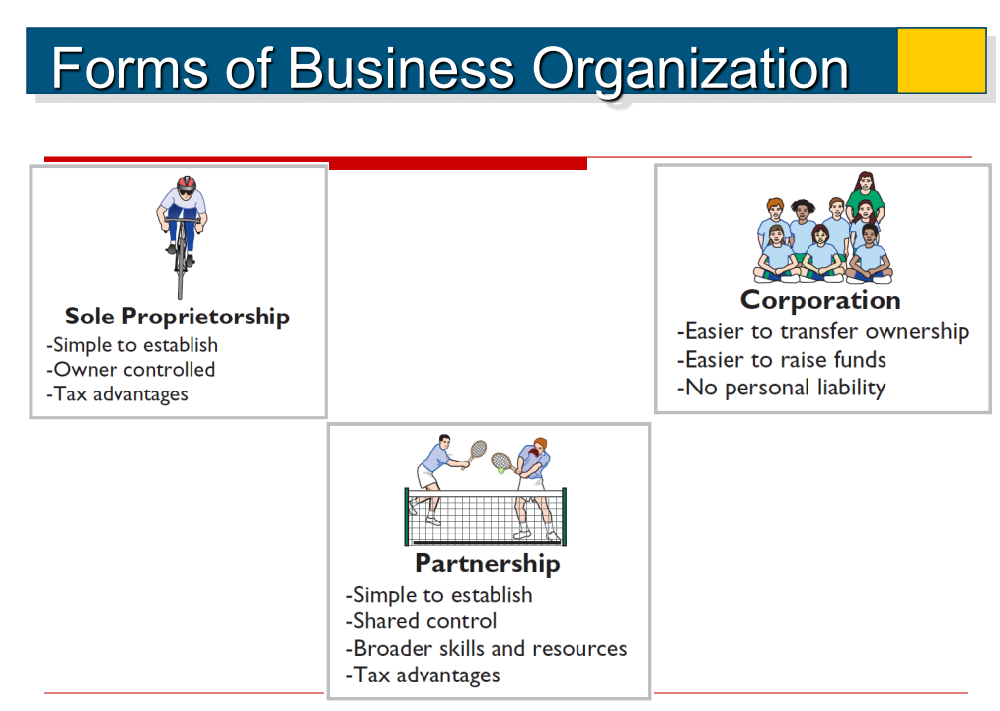 Forms of Business Organization
Sole Proprietorship
-Simple to establish
-Owner controlled
-Tax advantages
Corporation
-Easier to transfer ownership
-Easier to raise funds
-No personal liability
Partnership
-Simple to establish
-Shared control
-Broader skills and resources
-Tax advantages